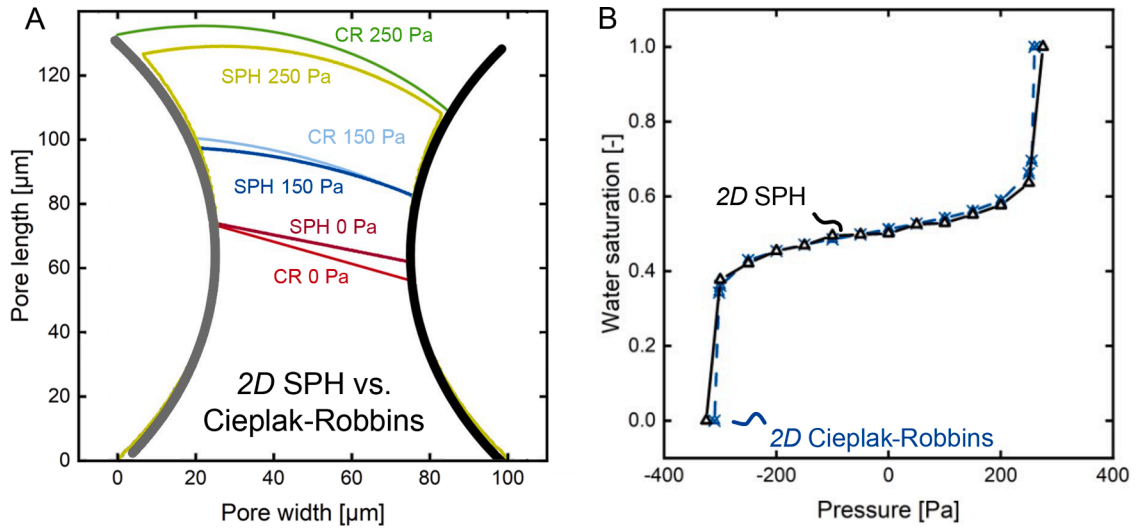 A
Pore length [µm]
120
100
80
60
40
20
0
CR 250 Pa
SPH 250 Pa
CR 150 Pa
SPH 150 Pa
SPH 0 Pa
CR 0 Pa
2D SPH vs.
Cieplak-Robbins
0 20 40 60 80 100
Pore width [µm]
B
Water saturation [-]
1.0
0.8
0.6
0.4
0.2
0.0
2D SPH
2D Cieplak-Robbins
-400 -200 0 200 400
Pressure [Pa]